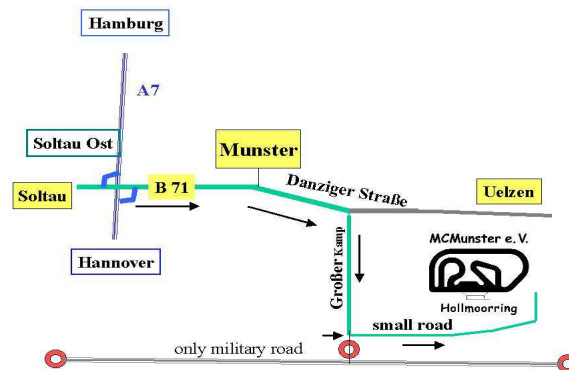 Hamburg
A7
Soltau Ost
Munster
Soltau
B 71
Danziger Straße
Uelzen
Hannover
Großer Kamp
MCMunster e. V.
Hollmoorring
small road
only military road